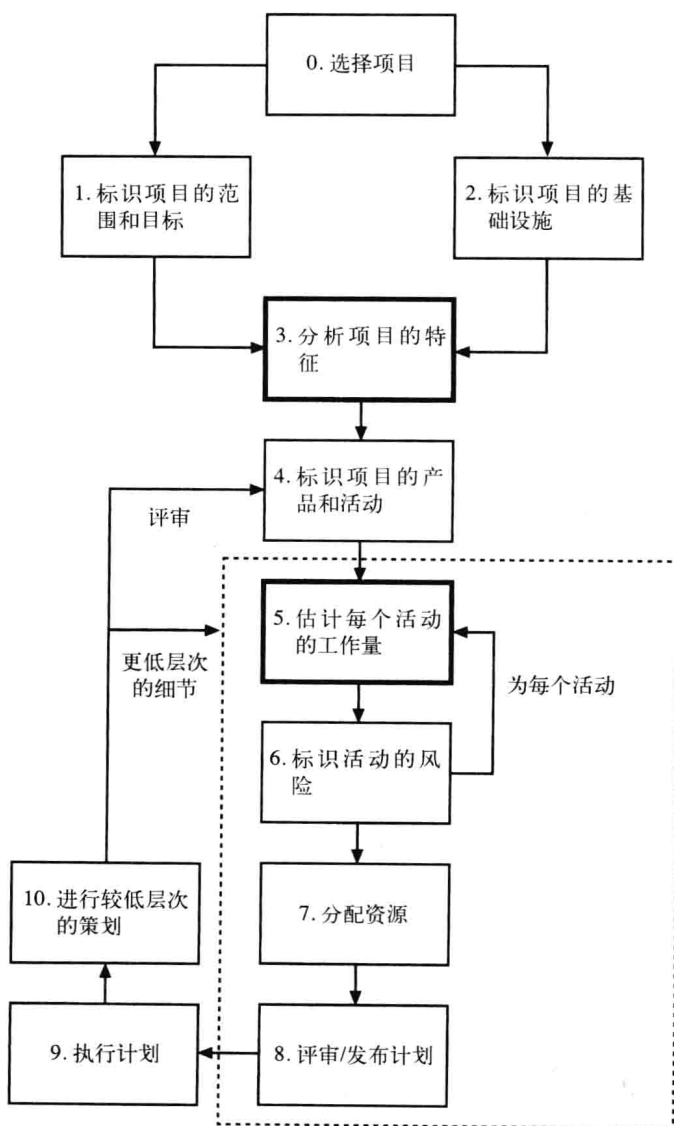 0. 选择项目
1. 标识项目的范
围和目标
2. 标识项目的基
础设施
3. 分析项目的特
征
4. 标识项目的产
品和活动
评审
5. 估计每个活动
的工作量
更低层次
的细节
为每个活动
6. 标识活动的风
险
10. 进行较低层次
的策划
7. 分配资源
9. 执行计划
8. 评审/发布计划